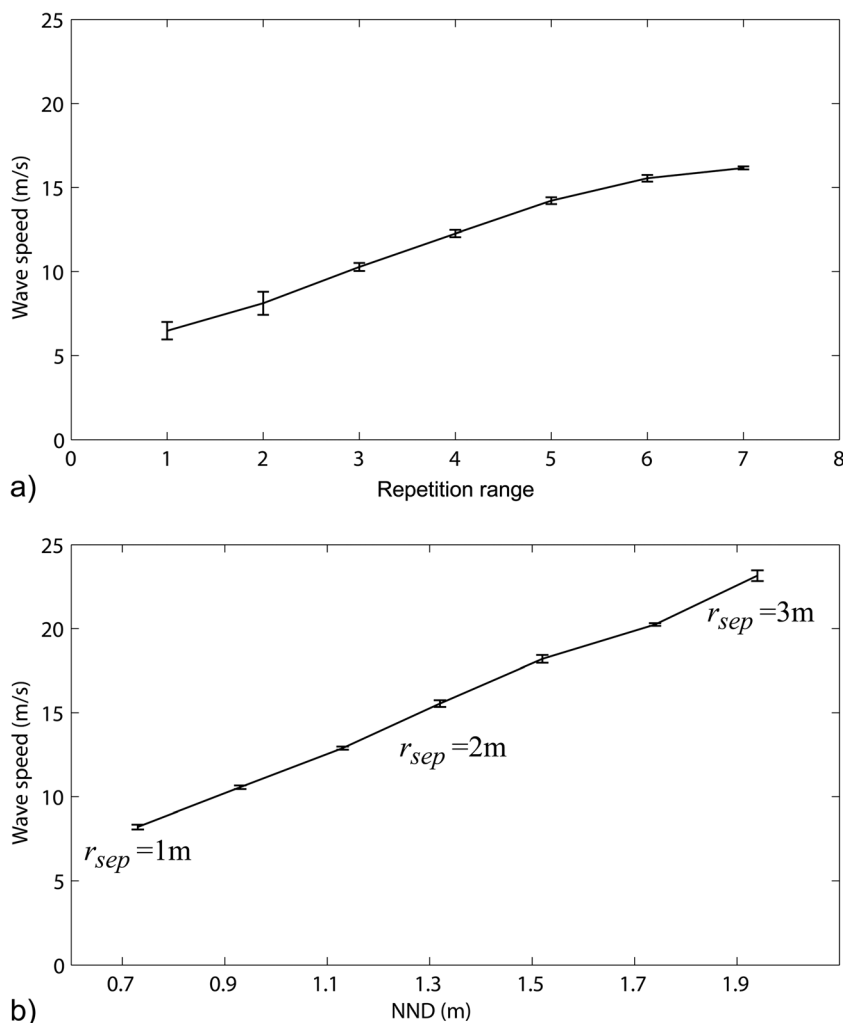 25
20
15
10
5
0
Wave speed (m/s)
0 1 2 3 4 5 6 7 8
Repetition range
a)
25
20
15
10
5
0
Wave speed (m/s)
r_sep =1m
r_sep =2m
r_sep =3m
0.7 0.9 1.1 1.3 1.5 1.7 1.9
NND (m)
b)